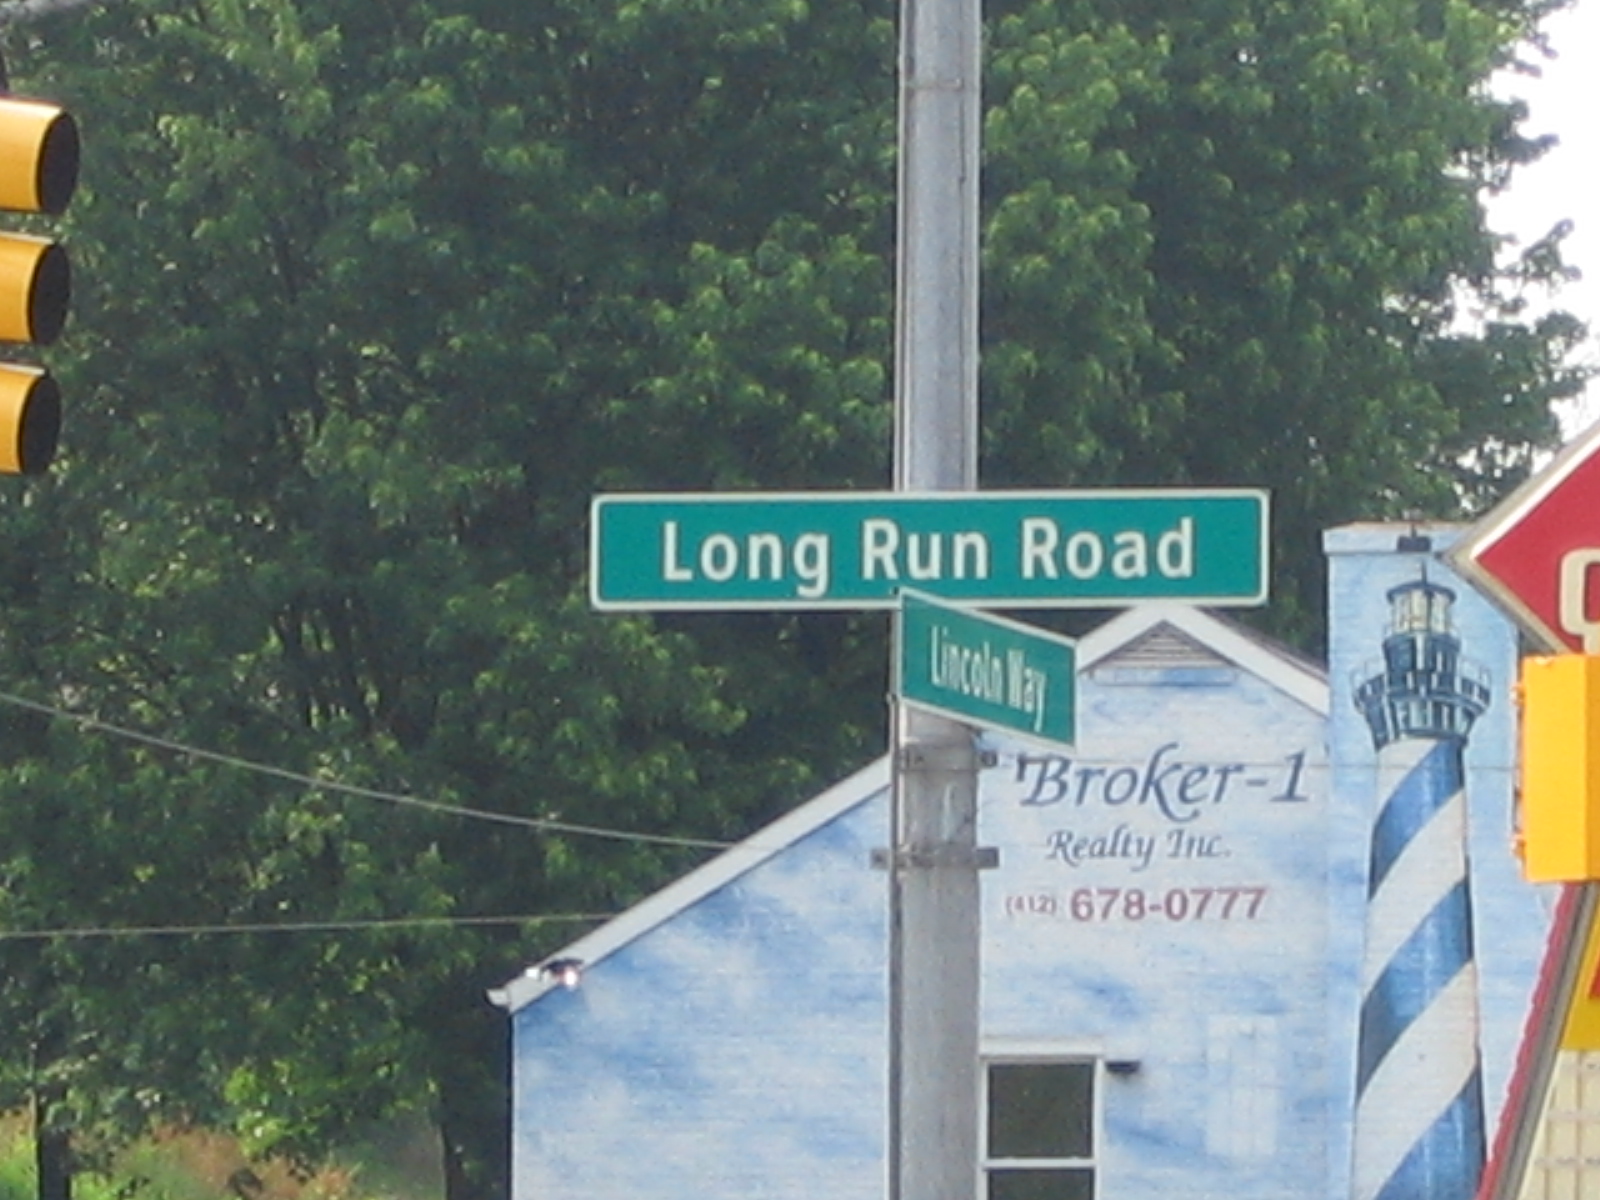 Long Run Road
Lincoln Way
Broker-1
Realty Inc.
(412) 678-0777